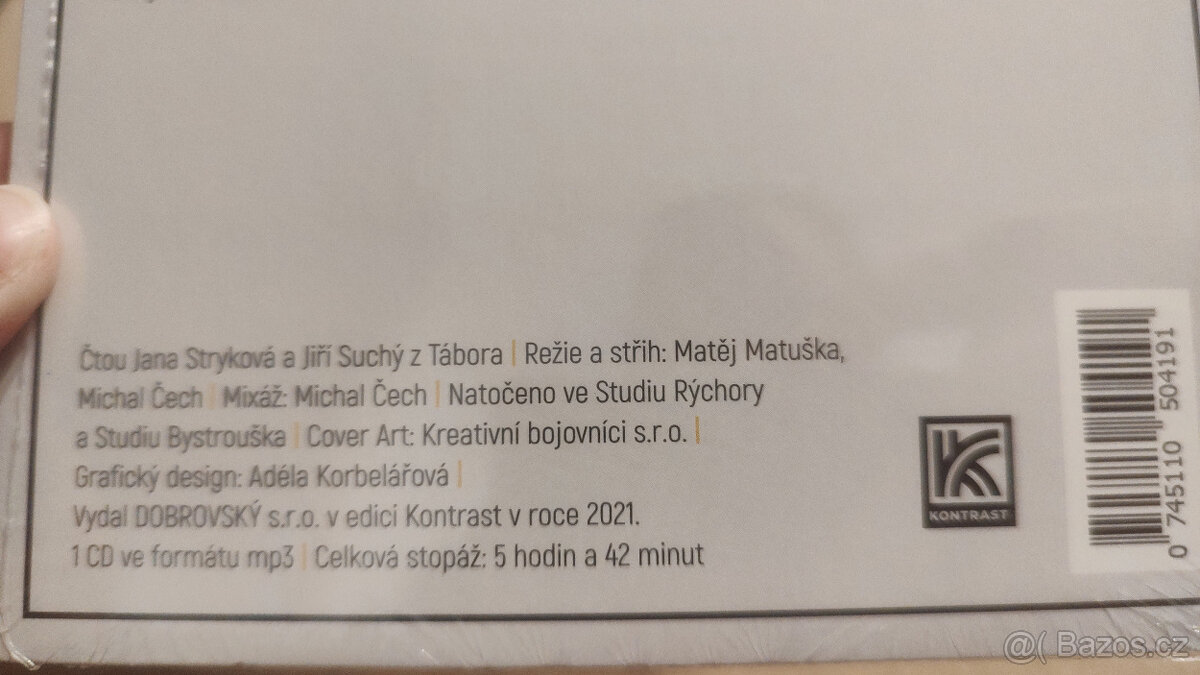 Čtou Jana Stryková a Jiří Suchý z Tábora | Režie a střih: Matěj Matuška,
Michal Čech | Mixáž: Michal Čech | Natočeno ve Studiu Rýchory
a Studiu Bystrouška | Cover Art: Kreativní bojovníci s.r.o. |
Grafický design: Adéla Korbelářová |
Vydal DOBROVSKÝ s.r.o. v edici Kontrast v roce 2021.
1 CD ve formátu mp3 | Celková stopáž: 5 hodin a 42 minut
KONTRAST
0 745110 504191
@( Bazos.cz